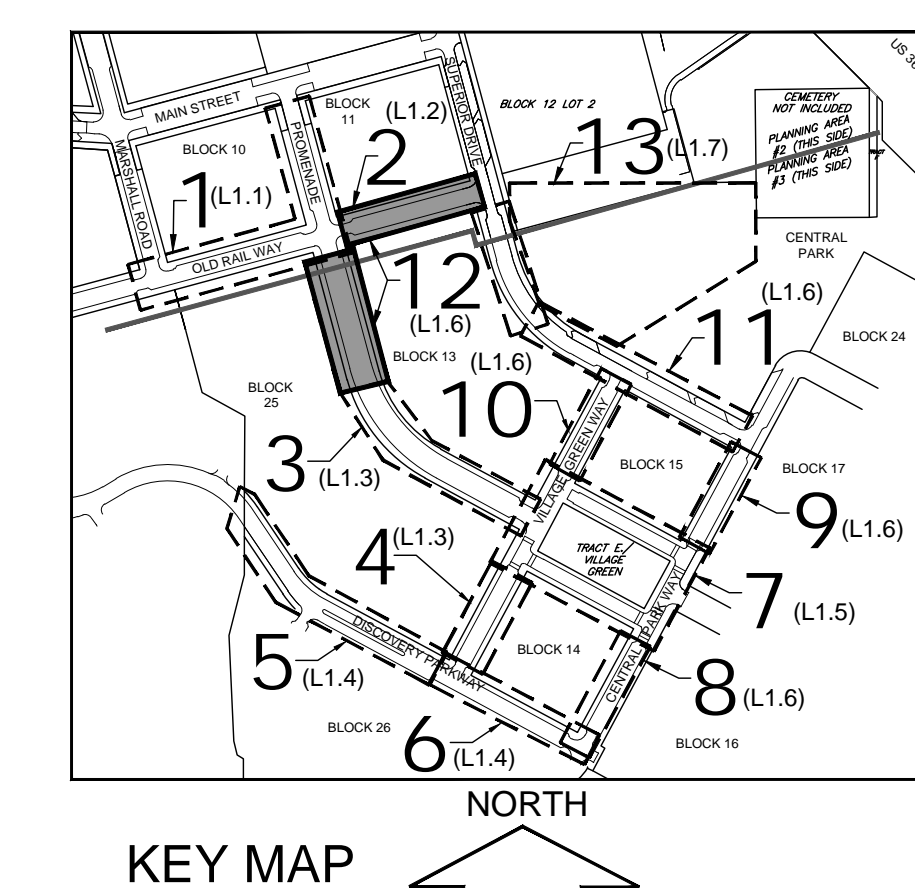 US 36
MAIN STREET
BLOCK
11
(L1.2)
SUPERIOR DRIVE
BLOCK 12 LOT 2
CEMETERY
NOT INCLUDED
PLANNING AREA
#2 (THIS SIDE)
PLANNING AREA
#3 (THIS SIDE)
MARSHALL ROAD
BLOCK 10
PROMENADE
2
13
(L1.7)
1
(L1.1)
OLD RAIL WAY
CENTRAL
PARK
12
(L1.6)
(L1.6)
11
BLOCK 24
BLOCK 13
(L1.6)
BLOCK
25
10
VILLAGE GREEN WAY
3
(L1.3)
BLOCK 15
BLOCK 17
9
(L1.6)
4
(L1.3)
TRACT E,
VILLAGE
GREEN
7
(L1.5)
CENTRAL PARK WAY
5
(L1.4)
DISCOVERY PARKWAY
BLOCK 14
8
(L1.6)
BLOCK 26
6
(L1.4)
BLOCK 16
NORTH
KEY MAP